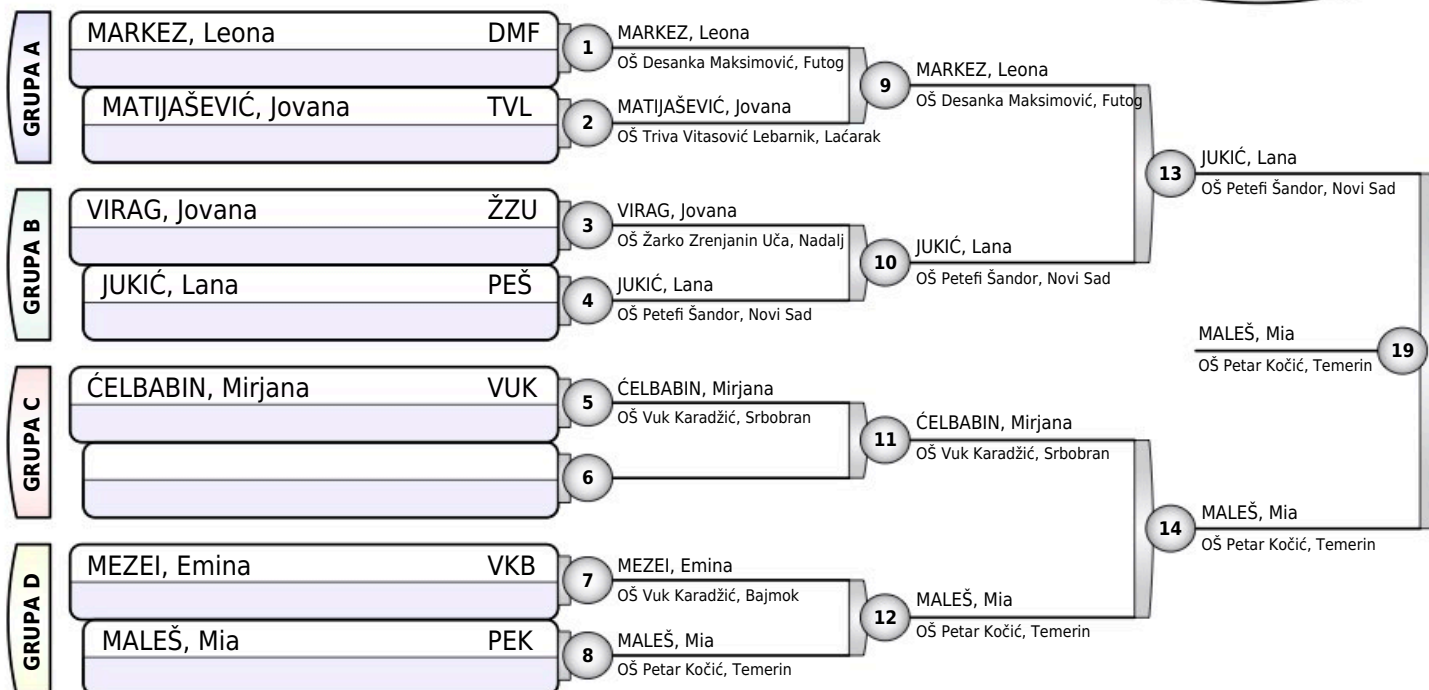 GRUPA A
MARKEZ, Leona DMF
MATIJAŠEVIĆ, Jovana TVL
1
MARKEZ, Leona
OŠ Desanka Maksimović, Futog
2
MATIJAŠEVIĆ, Jovana
OŠ Triva Vitasović Lebarnik, Laćarak
9
MARKEZ, Leona
OŠ Desanka Maksimović, Futog
GRUPA B
VIRAG, Jovana ŽZU
JUKIĆ, Lana PEŠ
3
VIRAG, Jovana
OŠ Žarko Zrenjanin Uča, Nadalj
4
JUKIĆ, Lana
OŠ Petefi Šandor, Novi Sad
10
JUKIĆ, Lana
OŠ Petefi Šandor, Novi Sad
13
JUKIĆ, Lana
OŠ Petefi Šandor, Novi Sad
GRUPA C
ĆELBABIN, Mirjana VUK
5
ĆELBABIN, Mirjana
OŠ Vuk Karadžić, Srbobran
6
11
ĆELBABIN, Mirjana
OŠ Vuk Karadžić, Srbobran
GRUPA D
MEZEI, Emina VKB
MALEŠ, Mia PEK
7
MEZEI, Emina
OŠ Vuk Karadžić, Bajmok
8
MALEŠ, Mia
OŠ Petar Kočić, Temerin
12
MALEŠ, Mia
OŠ Petar Kočić, Temerin
14
MALEŠ, Mia
OŠ Petar Kočić, Temerin
MALEŠ, Mia
OŠ Petar Kočić, Temerin
19